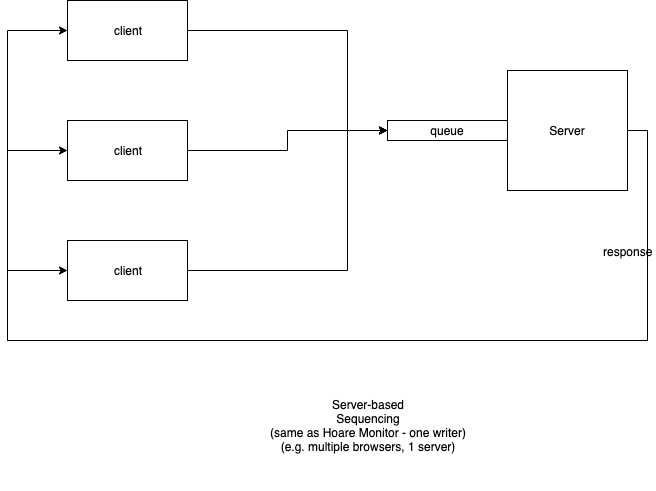 client
client
queue
Server
client
response
Server-based
Sequencing
(same as Hoare Monitor - one writer)
(e.g. multiple browsers, 1 server)